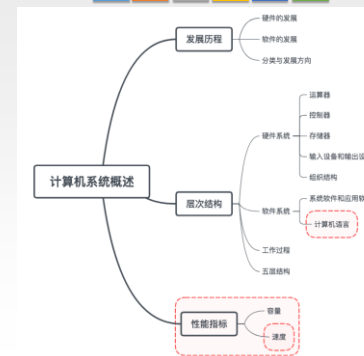 硬件的发展
发展历程
软件的发展
分类与发展方向
运算器
控制器
硬件系统
存储器
输入设备和输出设
组织结构
计算机系统概述
层次结构
系统软件和应用软
软件系统
计算机语言
工作过程
五层结构
容量
性能指标
速度